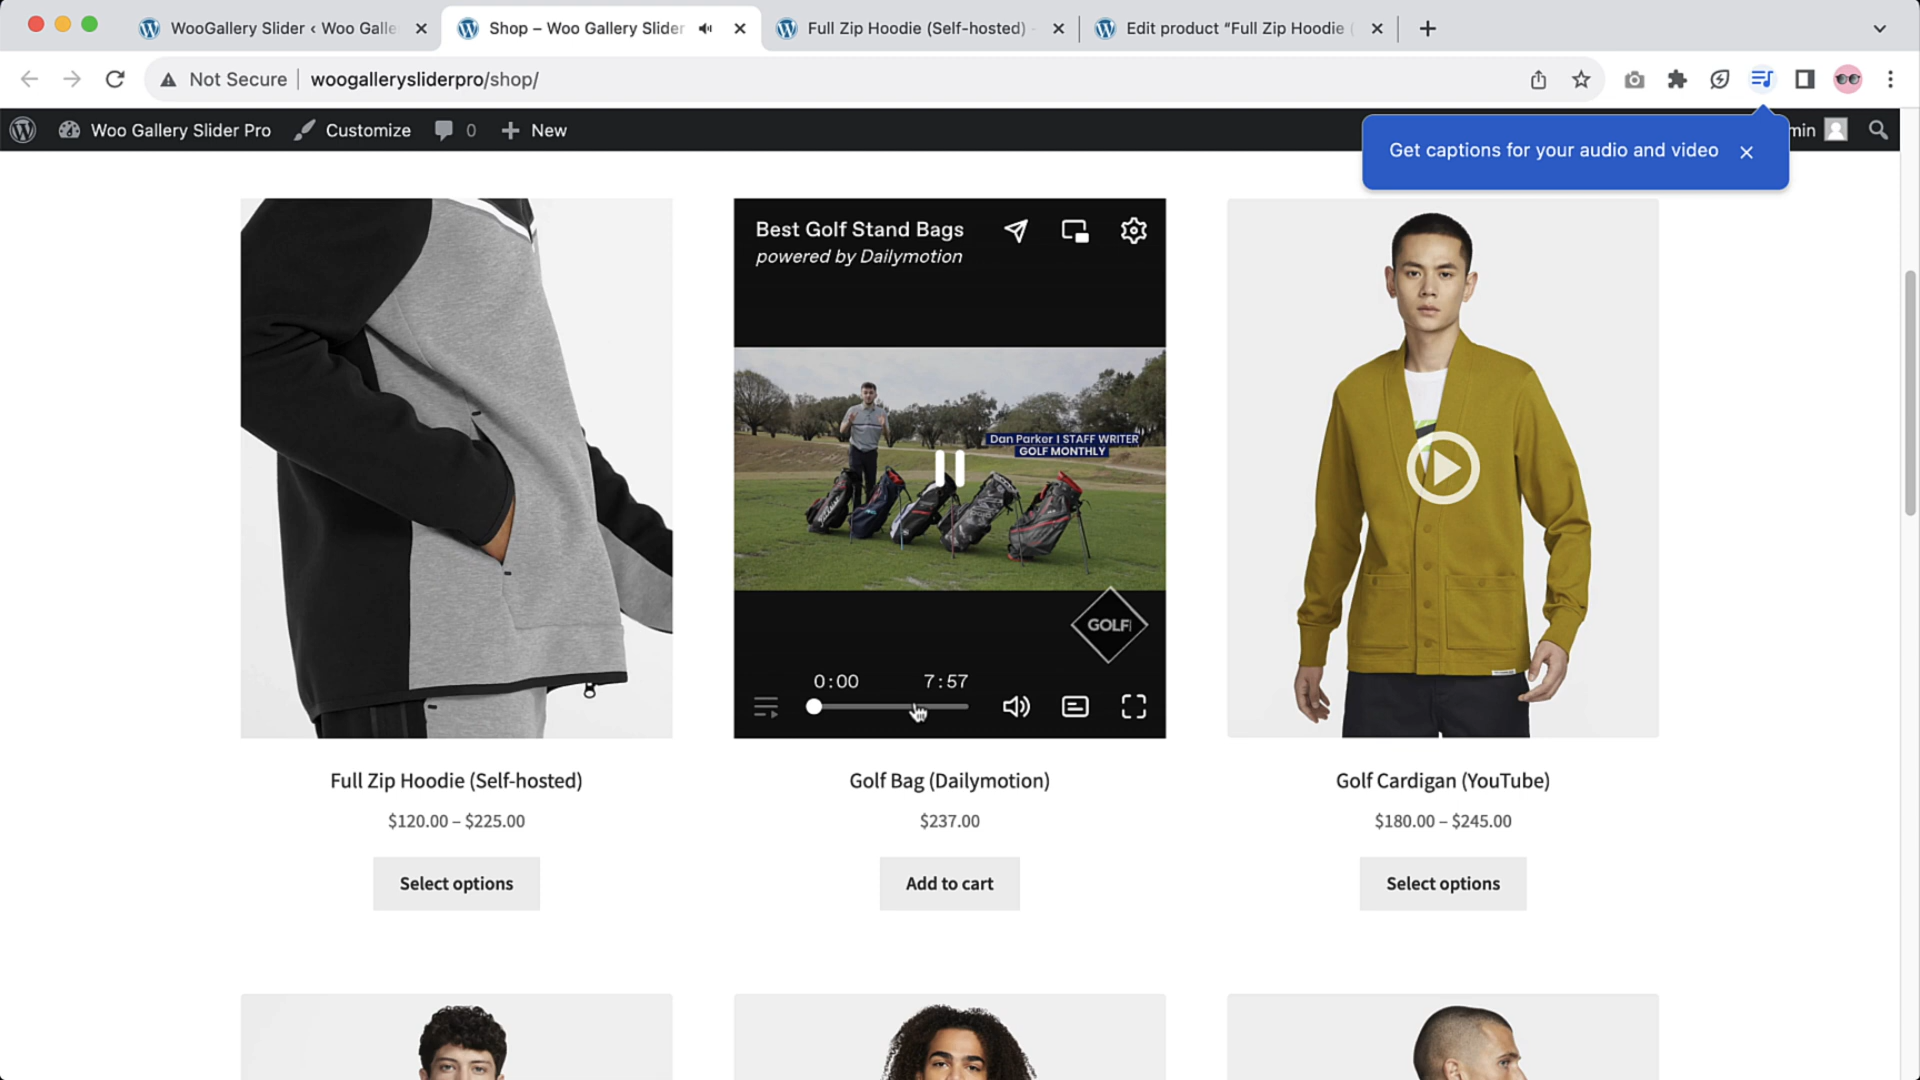 WooGallery Slider ‹ Woo Galle
Shop – Woo Gallery Slider
Full Zip Hoodie (Self-hosted) -
Edit product “Full Zip Hoodie (
Not Secure
woogallerysliderpro/shop/
Woo Gallery Slider Pro
Customize
0
New
min
Get captions for your audio and video
Best Golf Stand Bags
powered by Dailymotion
Dan Parker I STAFF WRITER
GOLF MONTHLY
GOLF
0:00
7:57
Full Zip Hoodie (Self-hosted)
Golf Bag (Dailymotion)
Golf Cardigan (YouTube)
$120.00 – $225.00
$237.00
$180.00 – $245.00
Select options
Add to cart
Select options